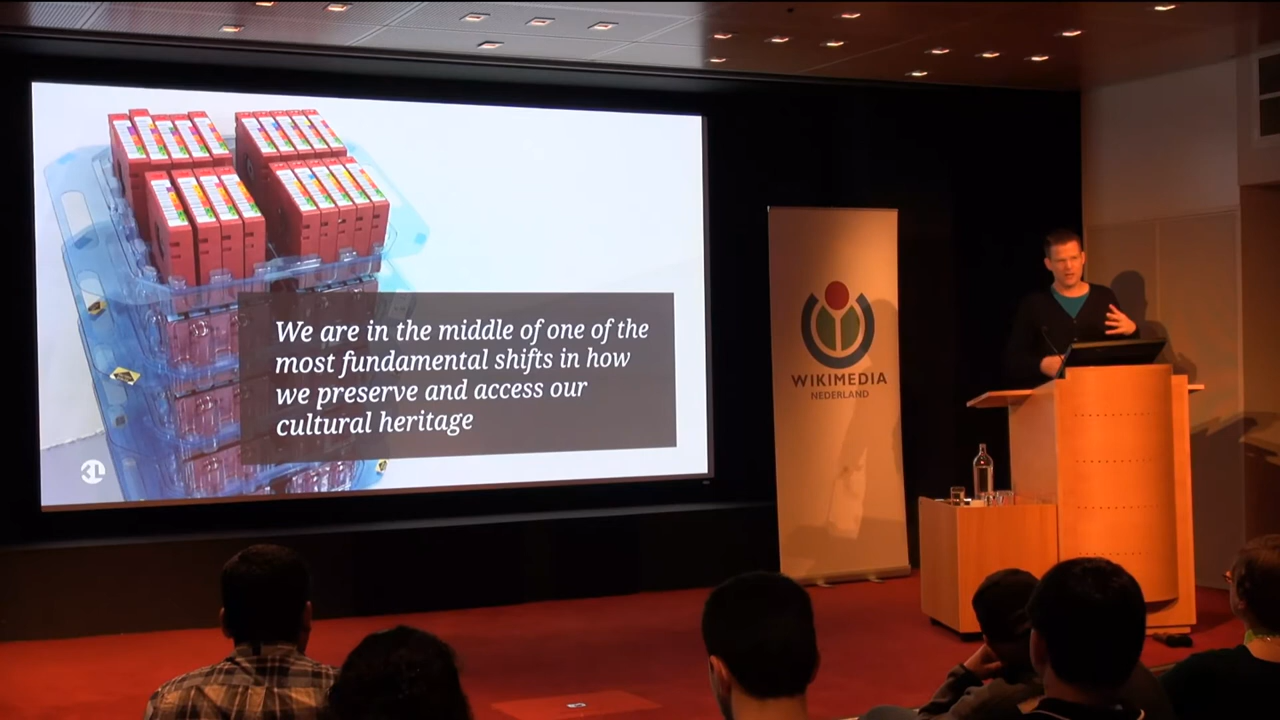 We are in the middle of one of the
most fundamental shifts in how
we preserve and access our
cultural heritage
WIKIMEDIA
NEDERLAND